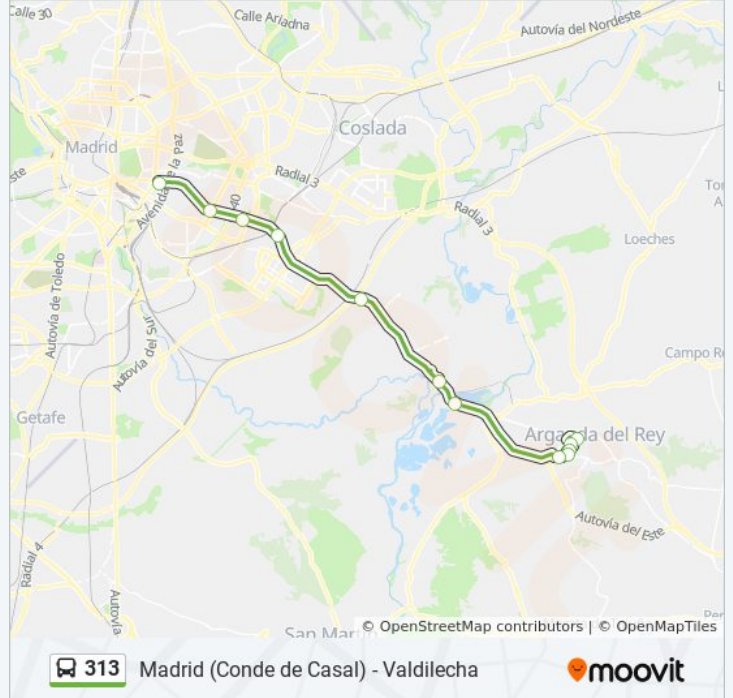 alle 30
Calle Ariadna
Autovía del Nordeste
Coslada
Madrid
Avenida de la Paz
Radial 3
40
Radial 3
Loeches
Autovía de Toledo
Autovía del Sur
Campo R
Getafe
Arganda del Rey
Autovía del Este
Radial 4
Autovía
San Martín
© OpenStreetMap contributors | © OpenMapTiles
313 Madrid (Conde de Casal) - Valdilecha
moovit